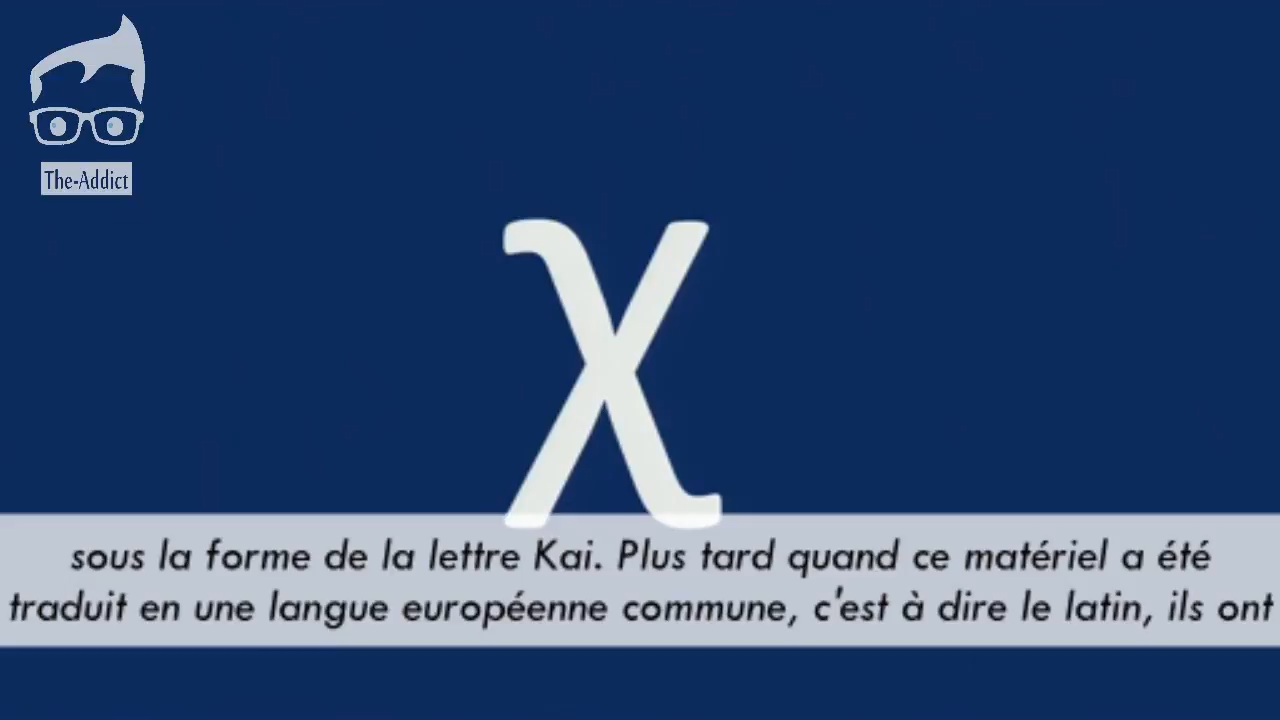 The-Addict
χ
sous la forme de la lettre Kai. Plus tard quand ce matériel a été
traduit en une langue européenne commune, c'est à dire le latin, ils ont